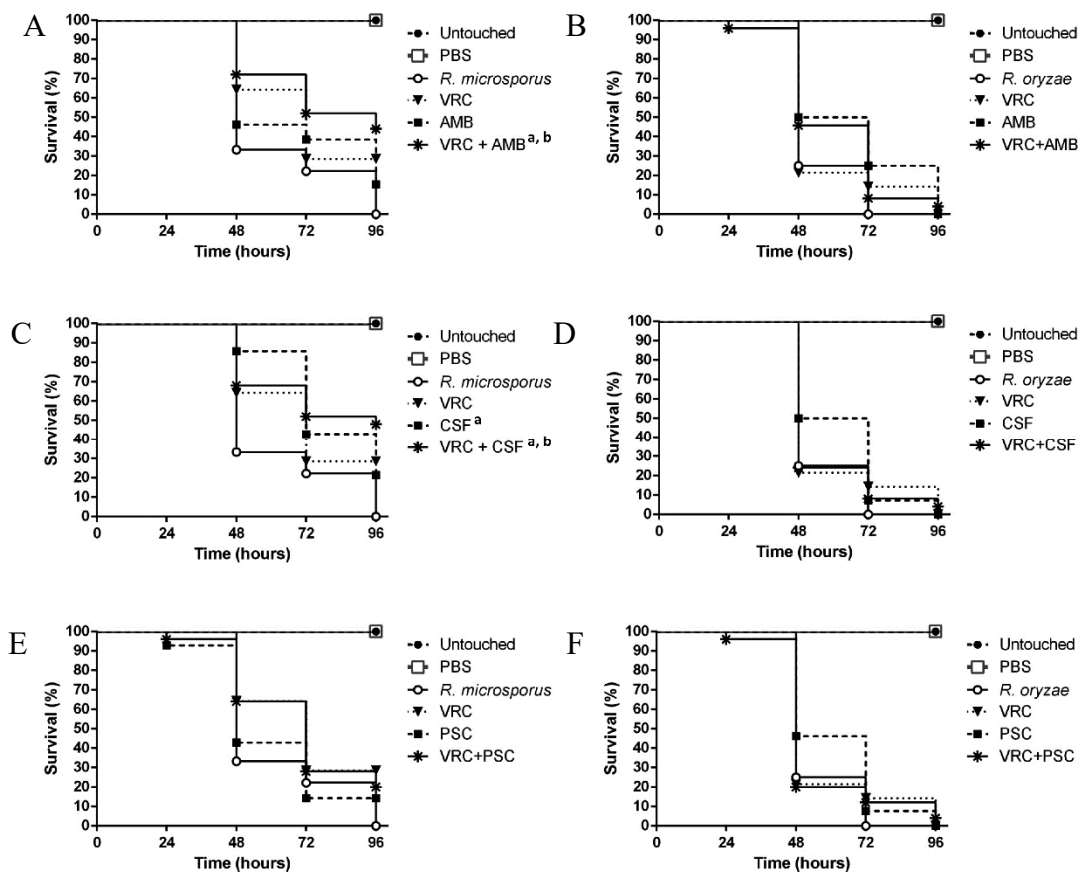 A
Survival (%)
100
90
80
70
60
50
40
30
20
10
0
0 24 48 72 96
Time (hours)
Untouched
PBS
R. microsporus
VRC
AMB
VRC + AMB a, b
B
Survival (%)
100
90
80
70
60
50
40
30
20
10
0
0 24 48 72 96
Time (hours)
Untouched
PBS
R. oryzae
VRC
AMB
VRC+AMB
C
Survival (%)
100
90
80
70
60
50
40
30
20
10
0
0 24 48 72 96
Time (hours)
Untouched
PBS
R. microsporus
VRC
CSF a
VRC + CSF a, b
D
Survival (%)
100
90
80
70
60
50
40
30
20
10
0
0 24 48 72 96
Time (hours)
Untouched
PBS
R. oryzae
VRC
CSF
VRC+CSF
E
Survival (%)
100
90
80
70
60
50
40
30
20
10
0
0 24 48 72 96
Time (hours)
Untouched
PBS
R. microsporus
VRC
PSC
VRC+PSC
F
Survival (%)
100
90
80
70
60
50
40
30
20
10
0
0 24 48 72 96
Time (hours)
Untouched
PBS
R. oryzae
VRC
PSC
VRC+PSC